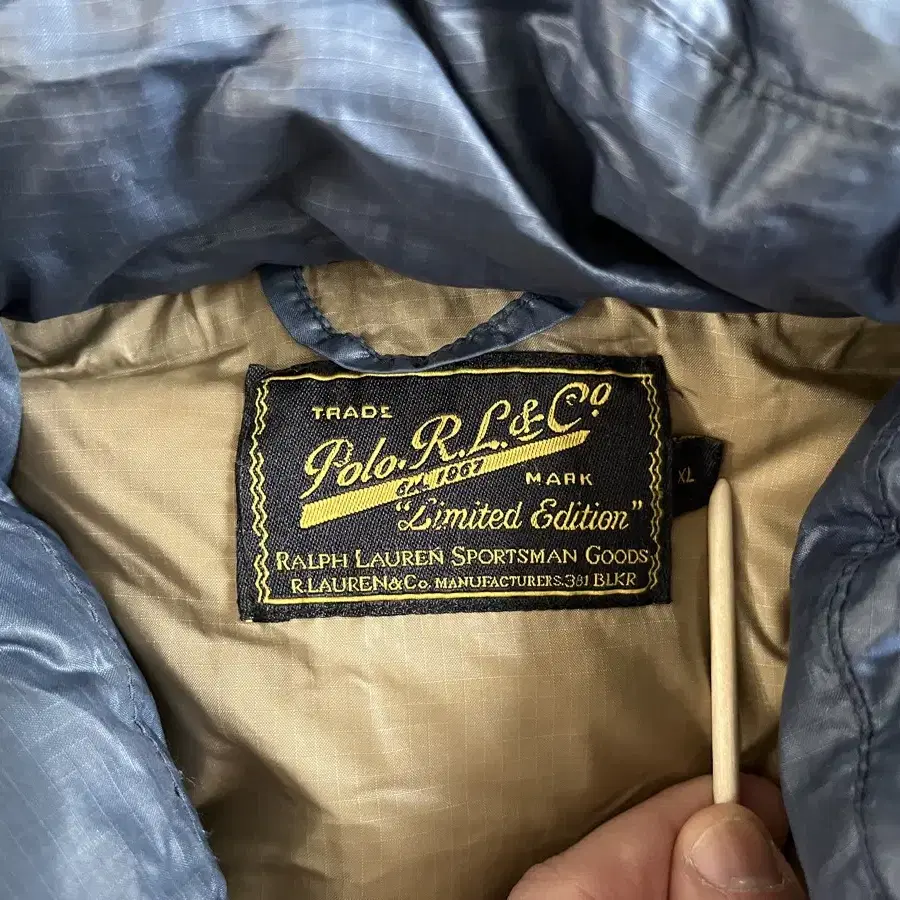 TRADE
Polo.R.L.&Co
Est. 1967
MARK
"Limited Edition"
RALPH LAUREN SPORTSMAN GOODS
R.LAUREN&CO. MANUFACTURERS.381 BLKR
XL